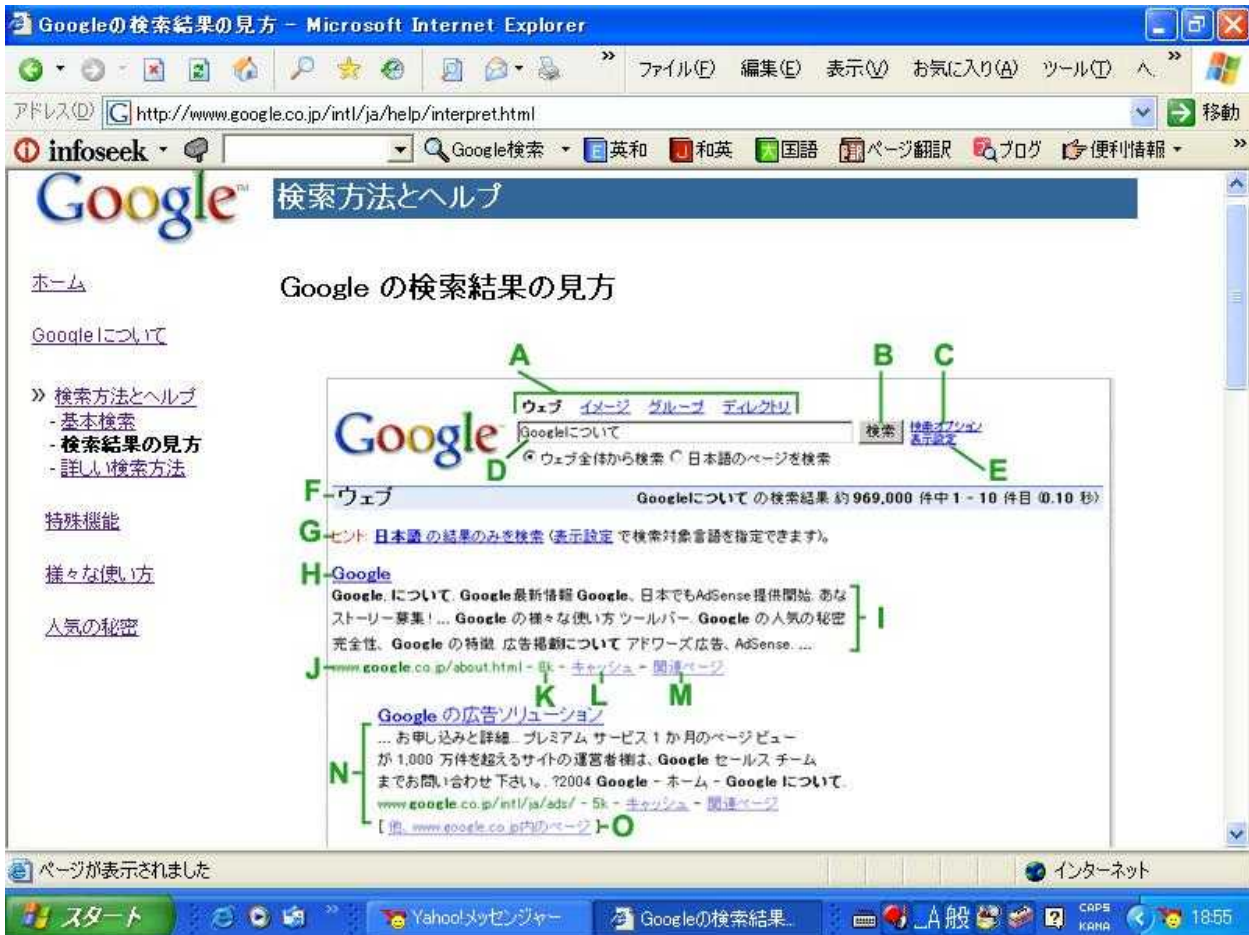 Googleの検索結果の見方 - Microsoft Internet Explorer
ファイル(F) 編集(E) 表示(V) お気に入り(A) ツール(T) ヘ
アドレス(D) http://www.google.co.jp/intl/ja/help/interpret.html 移動
infoseek Google検索 英和 和英 国語 ページ翻訳 ブログ 便利情報
Google™ 検索方法とヘルプ
ホーム
Google の検索結果の見方
Googleについて
» 検索方法とヘルプ
- 基本検索
- 検索結果の見方
- 詳しい検索方法
特殊機能
様々な使い方
人気の秘密
A B C
ウェブ イメージ グループ ディレクトリ
Google Googleについて 検索 検索オプション
表示設定
D ウェブ全体から検索 日本語のページを検索 E
F ウェブ Googleについて の検索結果 約 969,000 件中 1 - 10 件目 (0.10 秒)
G ヒント: 日本語 の結果のみを検索 (表示設定 で検索対象言語を指定できます)。
H Google
Google. について. Google 最新情報 Google、日本でもAdSense 提供開始. あな
ストーリー募集! ... Google の様々な使い方 ツールバー. Google の人気の秘密 I
完全性、Google の特徴. 広告掲載について アドワーズ広告、AdSense. ...
J www.google.co.jp/about.html - 8k - キャッシュ - 関連ページ
K L M
Google の広告ソリューション
... お申し込みと詳細... プレミアム サービス 1 か月のページ ビュー
が 1,000 万件を超えるサイトの運営者様は、Google セールス チーム
N までお問い合わせ下さい。. ?2004 Google - ホーム - Google について.
www.google.co.jp/intl/ja/ads/ - 5k - キャッシュ - 関連ページ
[ 他、www.google.co.jp内のページ ] O
ページが表示されました インターネット
スタート Yahoo!メッセンジャー Googleの検索結果... A 般 CAPS KANA 18:55